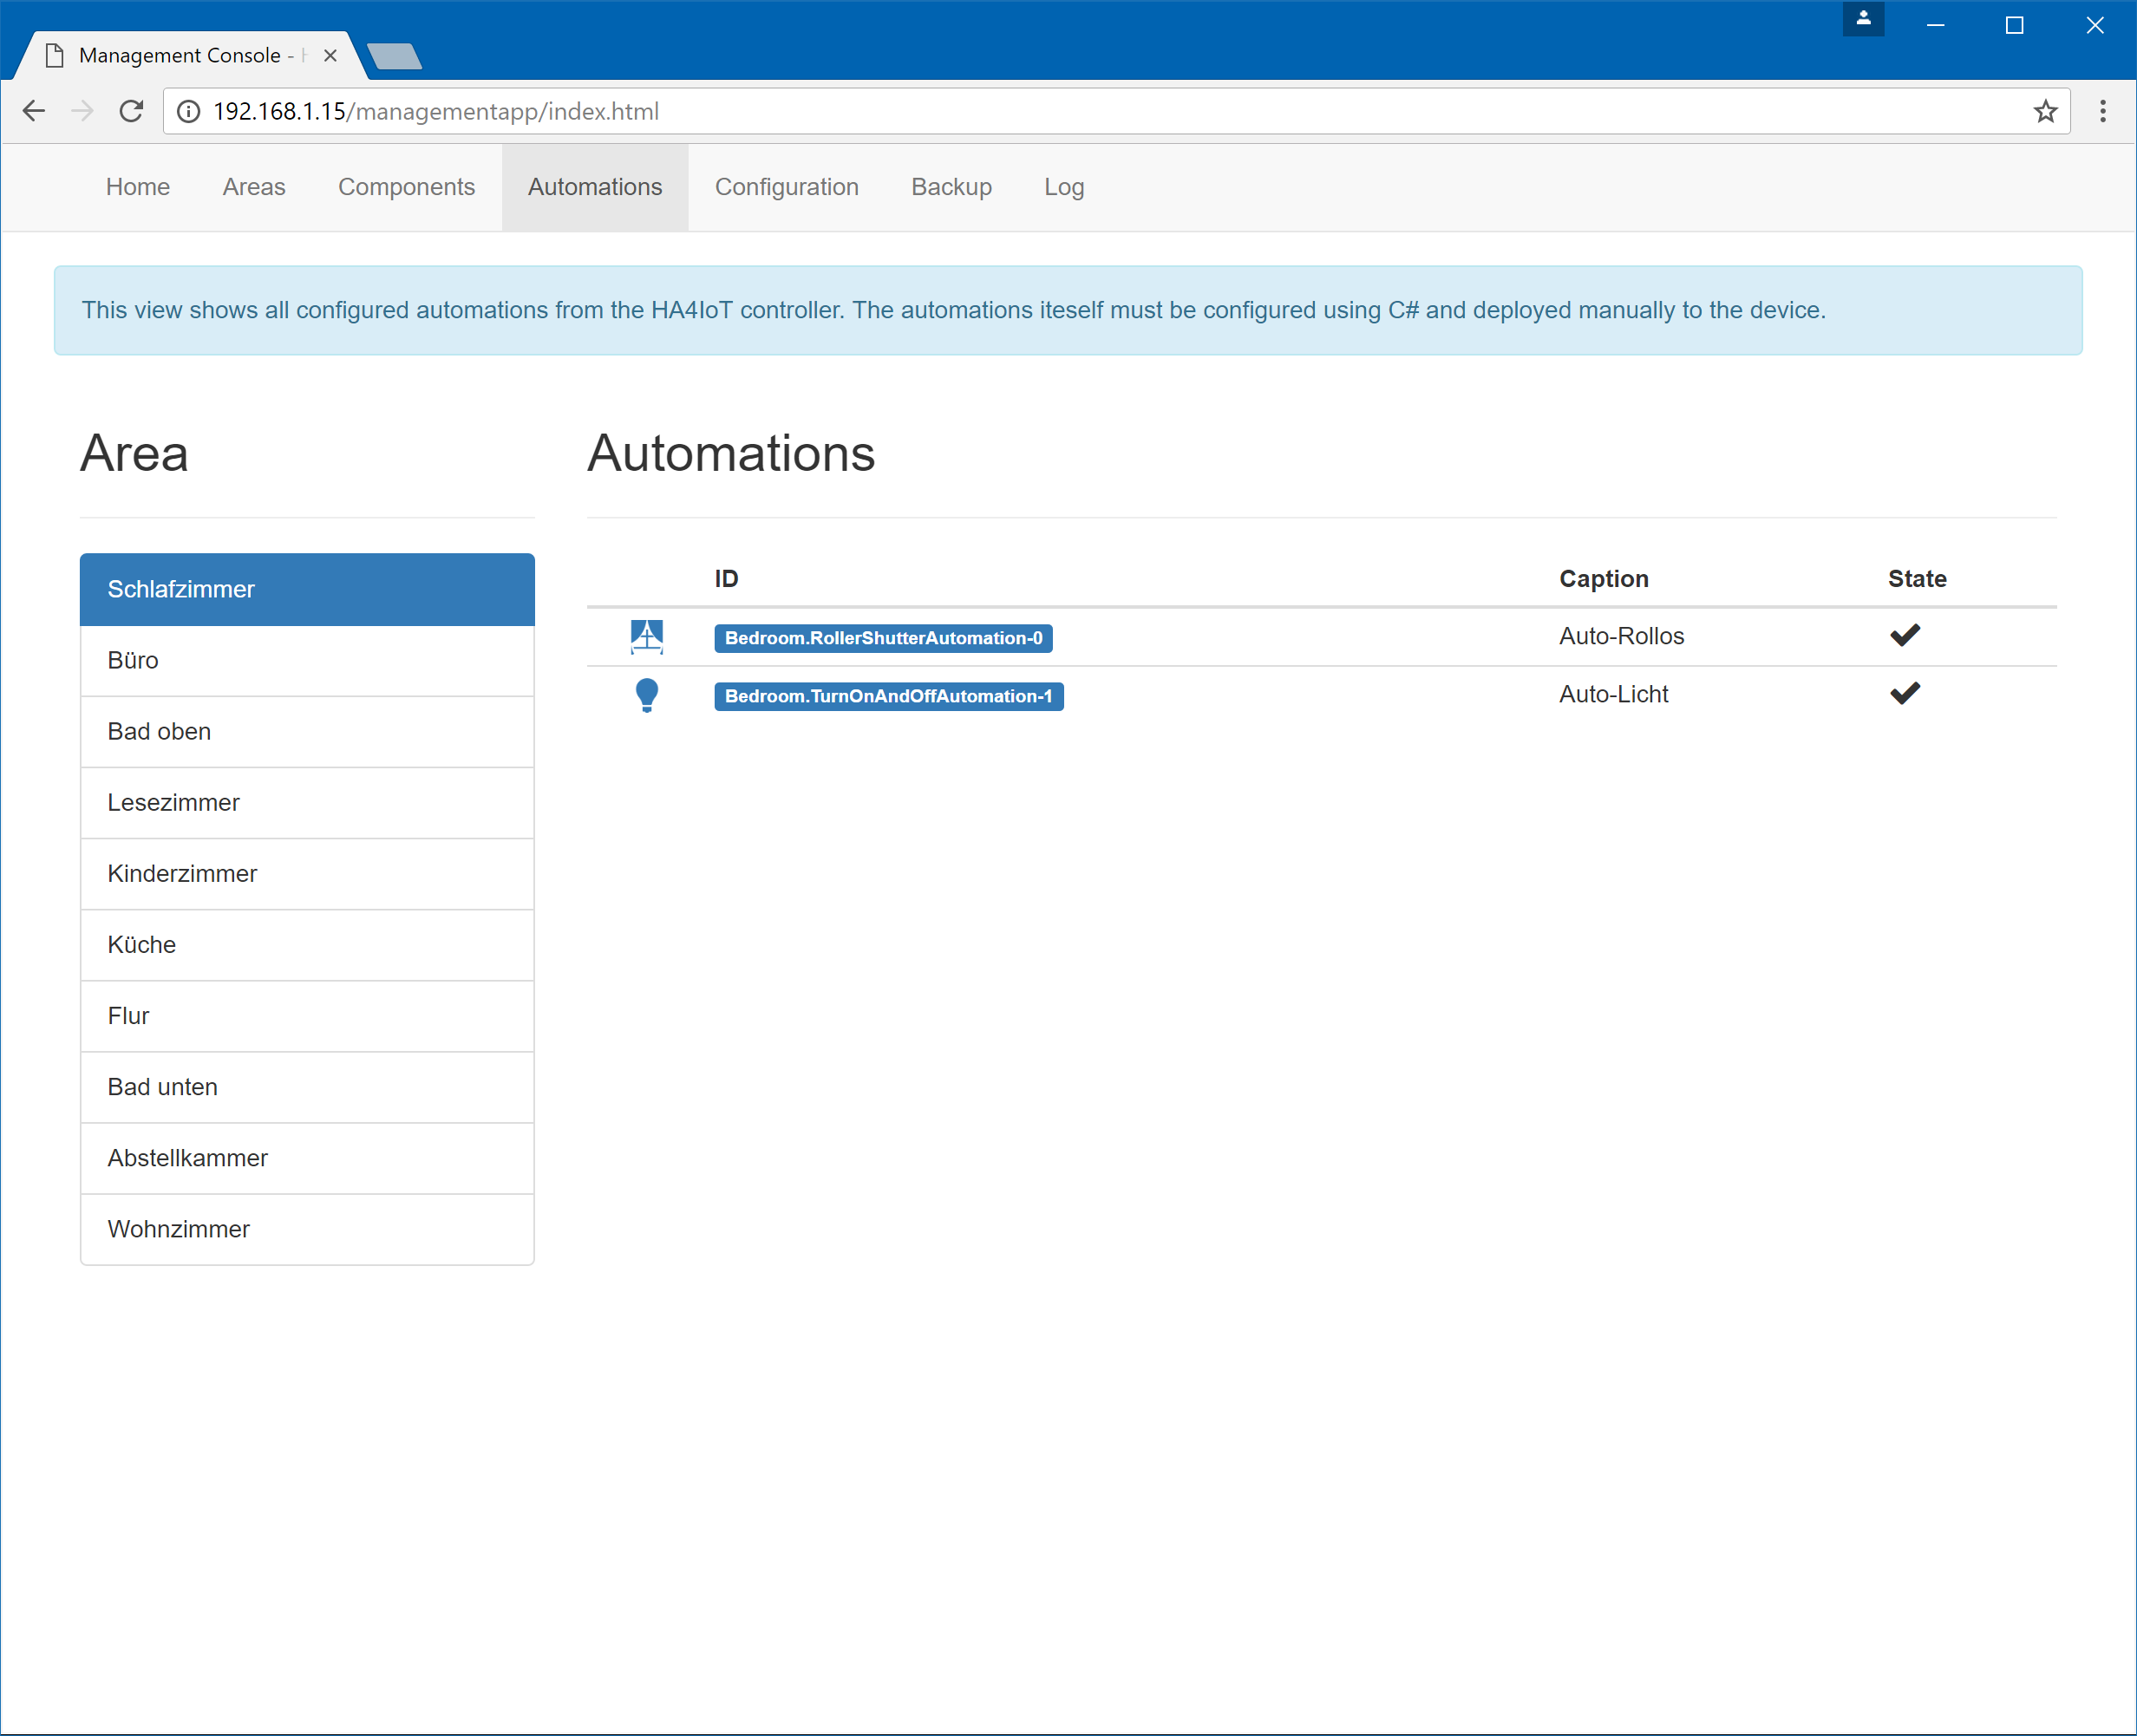 Management Console -
192.168.1.15/managementapp/index.html
Home Areas Components Automations Configuration Backup Log
This view shows all configured automations from the HA4IoT controller. The automations iteself must be configured using C# and deployed manually to the device.
Area
Schlafzimmer
Büro
Bad oben
Lesezimmer
Kinderzimmer
Küche
Flur
Bad unten
Abstellkammer
Wohnzimmer
Automations
ID Caption State
Bedroom.RollerShutterAutomation-0 Auto-Rollos
Bedroom.TurnOnAndOffAutomation-1 Auto-Licht